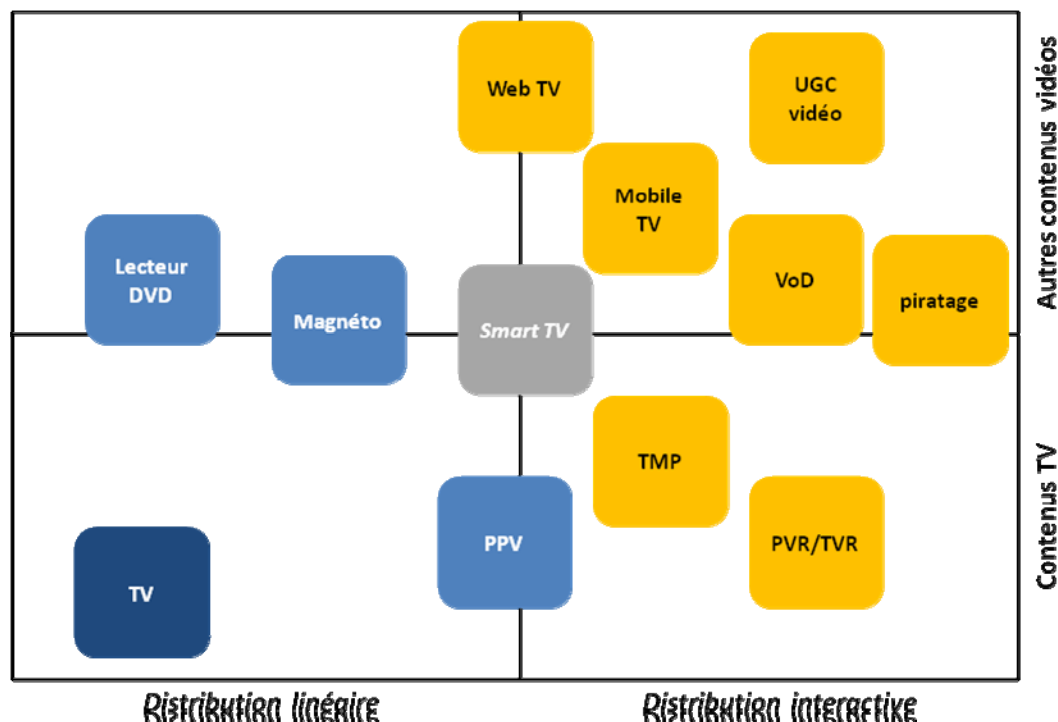 Web TV
UGC
vidéo
Mobile
TV
Lecteur
DVD
Magnéto
Smart TV
VoD
piratage
TMP
PPV
PVR/TVR
TV
Autres contenus vidéos
Contenus TV
Distribution linéaire
Distribution interactive